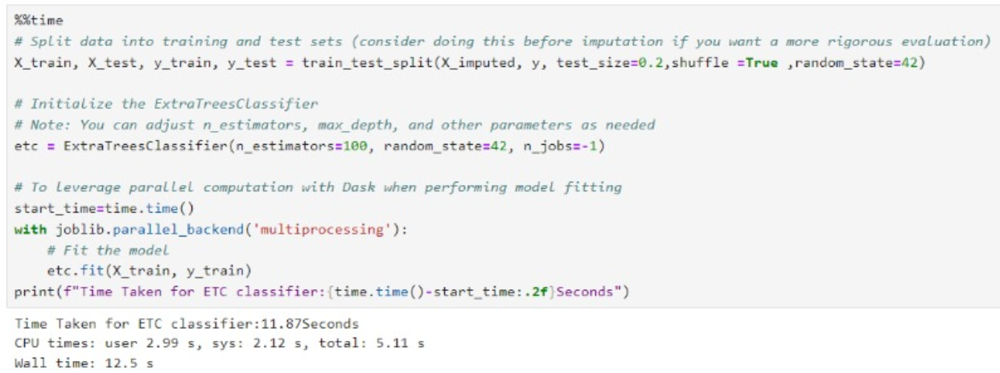 %%time
# Split data into training and test sets (consider doing this before imputation if you want a more rigorous evaluation)
X_train, X_test, y_train, y_test = train_test_split(X_imputed, y, test_size=0.2,shuffle =True ,random_state=42)

# Initialize the ExtraTreesClassifier
# Note: You can adjust n_estimators, max_depth, and other parameters as needed
etc = ExtraTreesClassifier(n_estimators=100, random_state=42, n_jobs=-1)

# To leverage parallel computation with Dask when performing model fitting
start_time=time.time()
with joblib.parallel_backend('multiprocessing'):
    # Fit the model
    etc.fit(X_train, y_train)
print(f"Time Taken for ETC classifier:{time.time()-start_time:.2f}Seconds")
Time Taken for ETC classifier:11.87Seconds
CPU times: user 2.99 s, sys: 2.12 s, total: 5.11 s
Wall time: 12.5 s